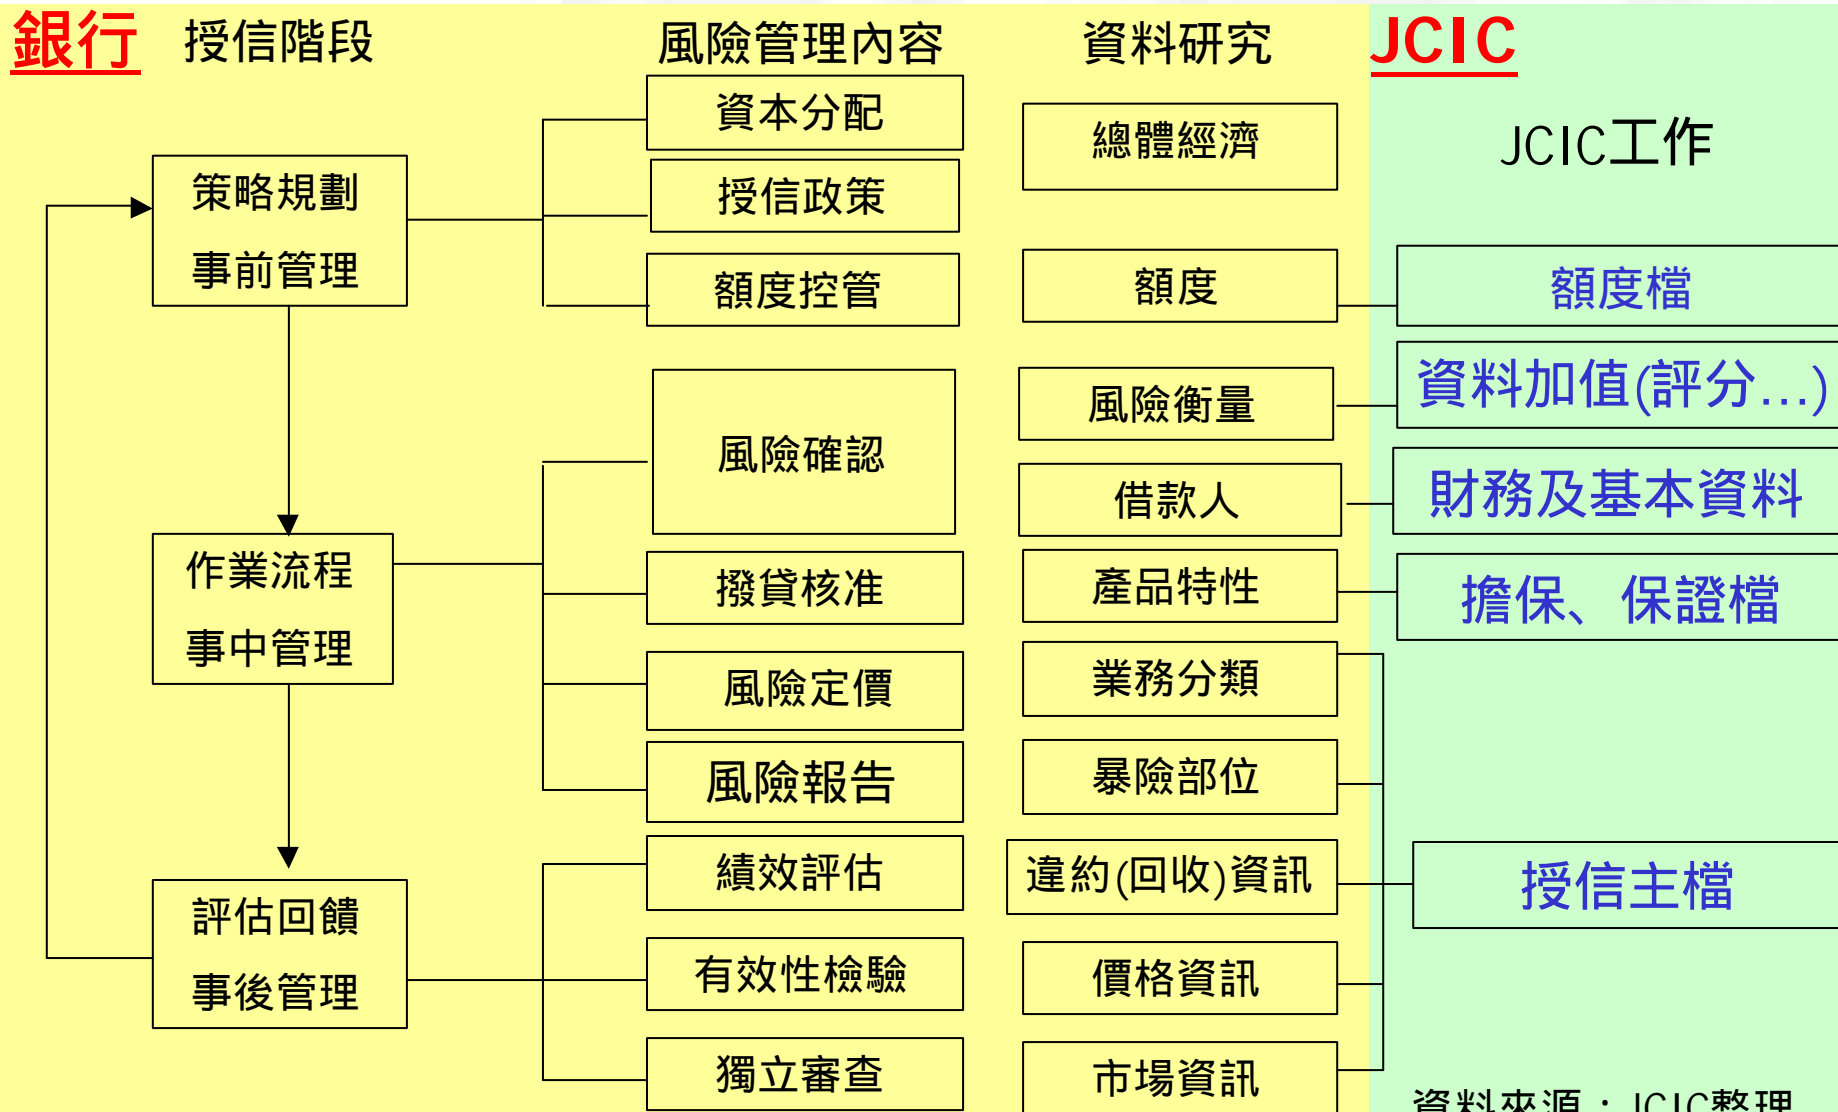 銀行
授信階段
風險管理內容
資料研究
JCIC
JCIC工作
策略規劃
事前管理
作業流程
事中管理
評估回饋
事後管理
資本分配
授信政策
額度控管
風險確認
撥貸核准
風險定價
風險報告
績效評估
有效性檢驗
獨立審查
總體經濟
額度
風險衡量
借款人
產品特性
業務分類
暴險部位
違約(回收)資訊
價格資訊
市場資訊
額度檔
資料加值(評分...)
財務及基本資料
擔保、保證檔
授信主檔
資料來源：JCIC整理